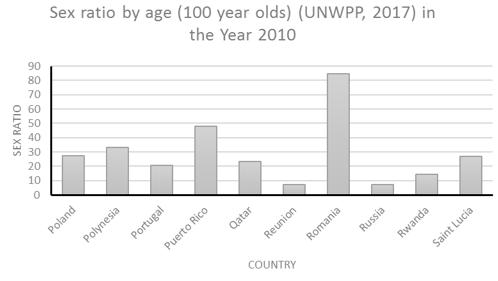 Sex ratio by age (100 year olds) (UNWPP, 2017) in
the Year 2010
SEX RATIO
90
80
70
60
50
40
30
20
10
0
Poland
Polynesia
Portugal
Puerto Rico
Qatar
Reunion
Romania
Russia
Rwanda
Saint Lucia
COUNTRY